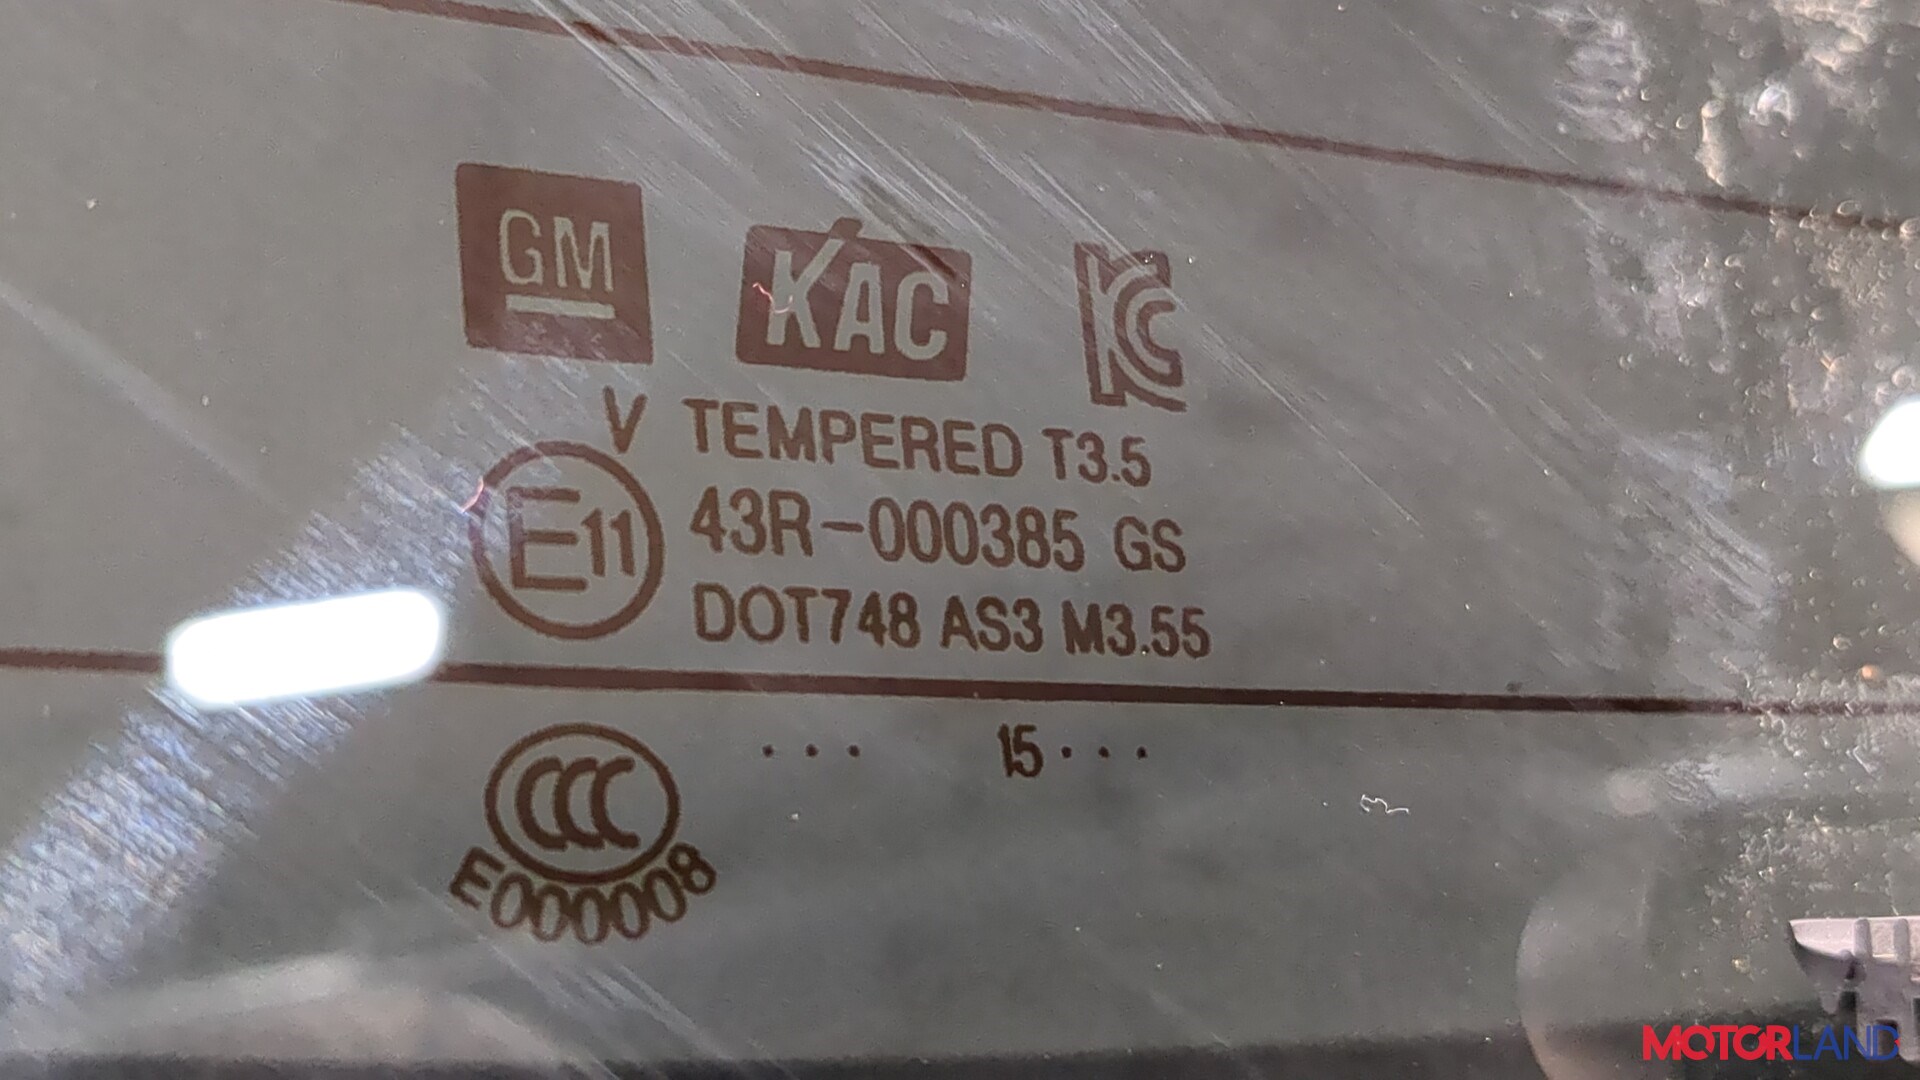 GM KAC KC
V TEMPERED T3.5
E11 43R-000385 GS
DOT748 AS3 M3.55
... 15...
CCC
E000008
MOTORLAND